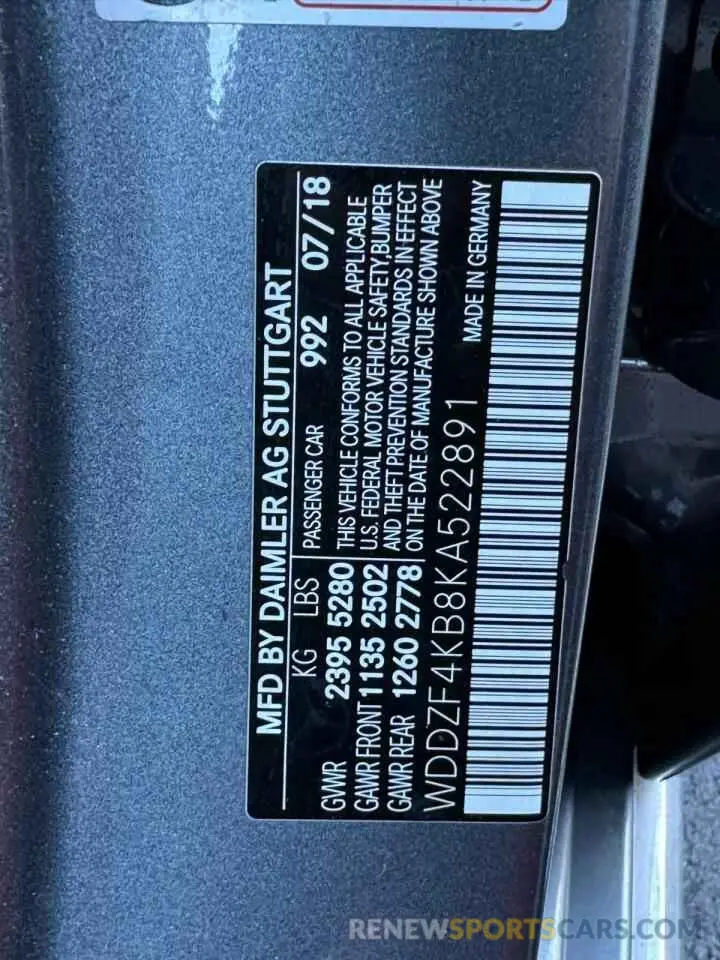 MFD BY DAIMLER AG STUTTGART
KG LBS PASSENGER CAR 992 07/18
GVWR 2395 5280 THIS VEHICLE CONFORMS TO ALL APPLICABLE
GAWR FRONT 1135 2502 U.S. FEDERAL MOTOR VEHICLE SAFETY,BUMPER
GAWR REAR 1260 2778 AND THEFT PREVENTION STANDARDS IN EFFECT
ON THE DATE OF MANUFACTURE SHOWN ABOVE
WDDZF4KB8KA522891 MADE IN GERMANY
RENEWSPORTSCARS.COM